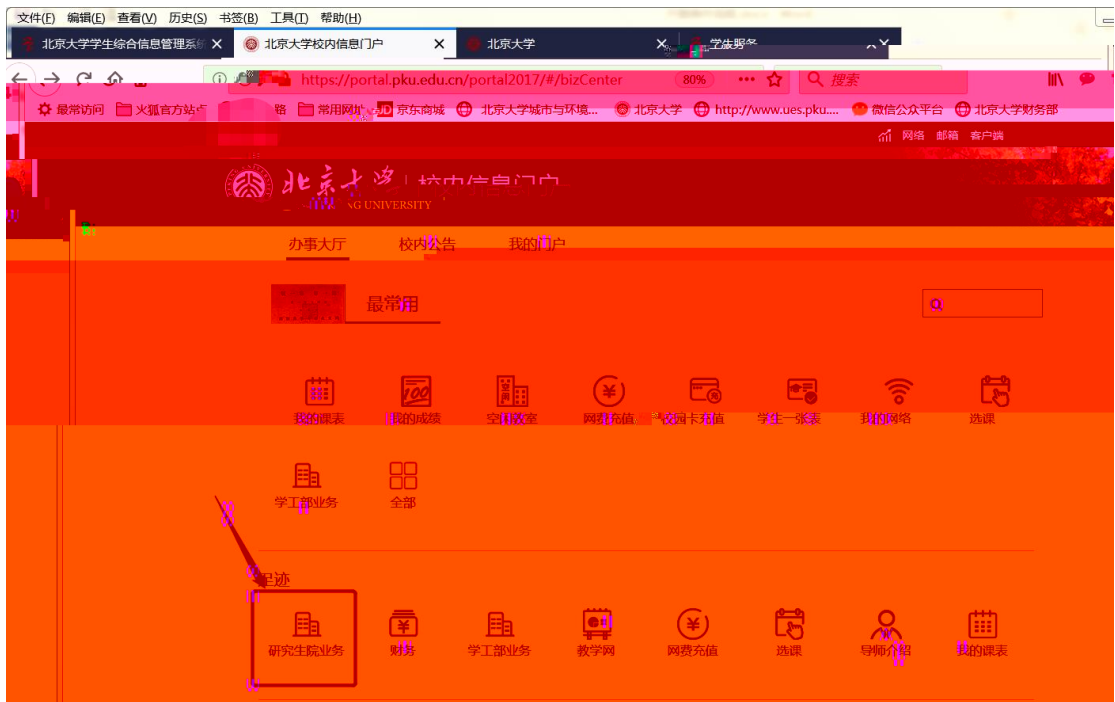 文件(F) 编辑(E) 查看(V) 历史(S) 书签(B) 工具(T) 帮助(H)
北京大学学生综合信息管理系统 × 北京大学校内信息门户 × 北京大学 ×
https://portal.pku.edu.cn/portal2017/#/bizCenter 80% 搜索
最常访问 火狐官方站点 常用网址 JD 京东商城 北京大学城市与环境... 北京大学 http://www.ues.pku.... 微信公众平台 北京大学财务部
网络 邮箱 客户端
北京大学 校内信息门户
NG UNIVERSITY
办事大厅 校内公告 我的门户
最常用
我的课表 我的成绩 空闲教室 网费充值 校园卡充值 学生一张表 我的网络 选课
学工部业务 全部
足迹
研究生院业务 财务 学工部业务 教学网 网费充值 选课 导师介绍 我的课表